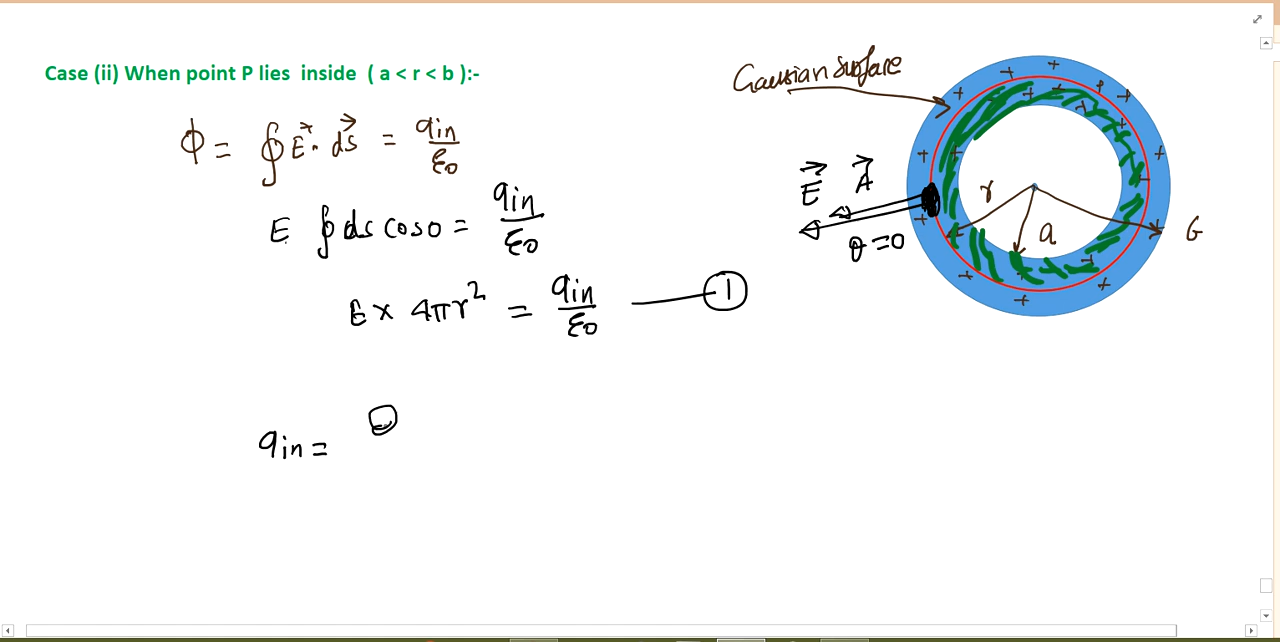 Case (ii) When point P lies inside ( a < r < b ):-
Gaussian Surface
ϕ = ∮ E⃗ . ds⃗ = qin/ε0
E ∮ ds cos0 = qin/ε0
E × 4πr² = qin/ε0 — ①
E⃗ A⃗
θ = 0
r
a
qin =